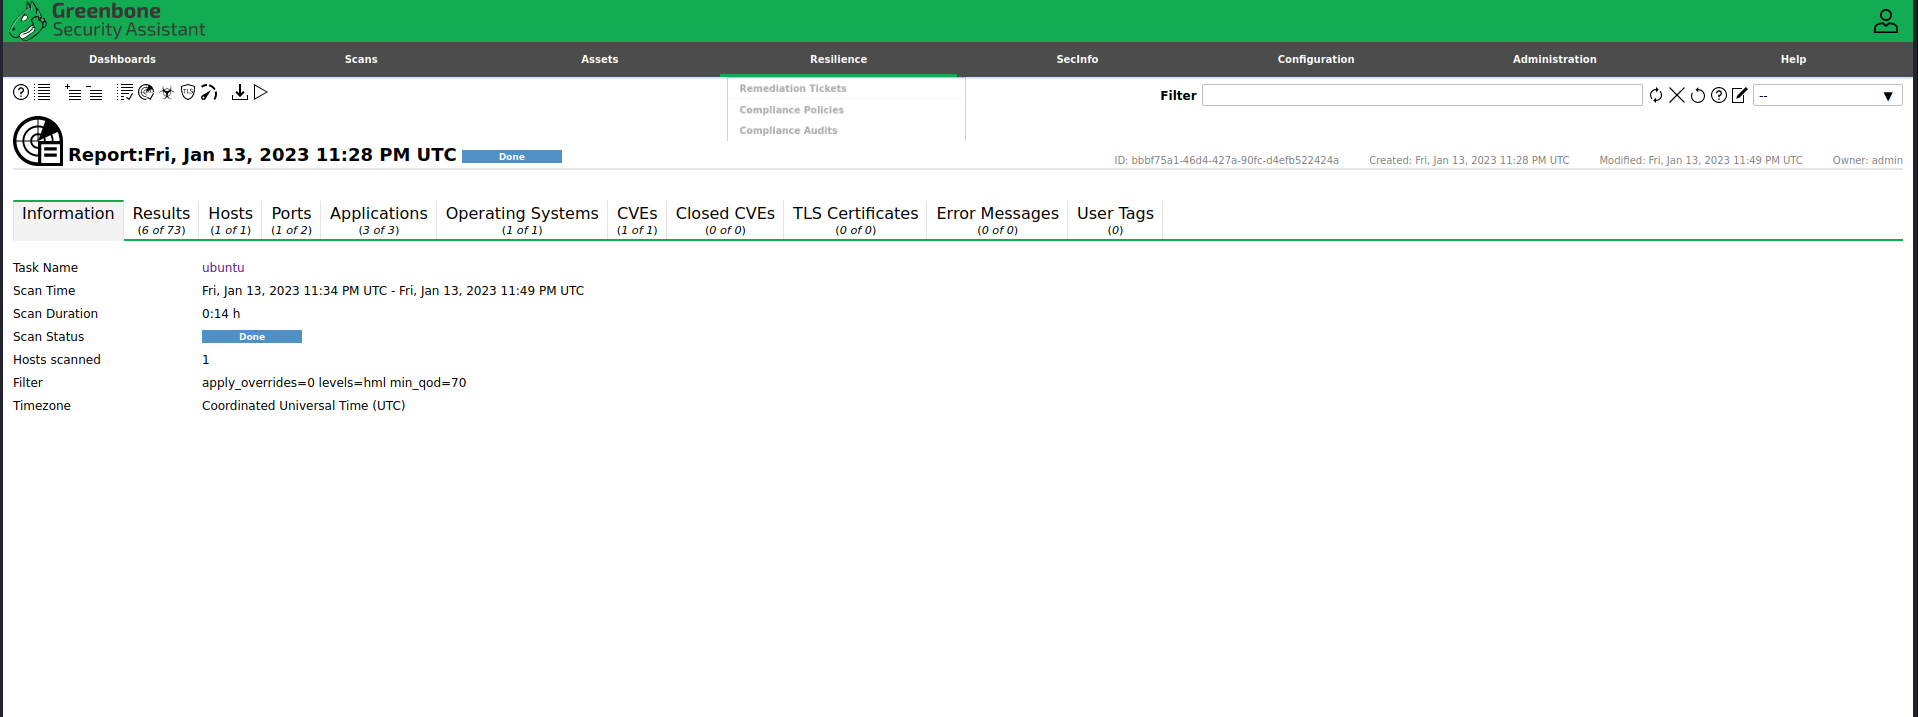 Greenbone
Security Assistant
Dashboards Scans Assets Resilience SecInfo Configuration Administration Help
Remediation Tickets
Compliance Policies
Compliance Audits
Filter --
Report:Fri, Jan 13, 2023 11:28 PM UTC Done
ID: bbbf75a1-46d4-427a-90fc-d4efb522424a Created: Fri, Jan 13, 2023 11:28 PM UTC Modified: Fri, Jan 13, 2023 11:49 PM UTC Owner: admin
Information Results Hosts Ports Applications Operating Systems CVEs Closed CVEs TLS Certificates Error Messages User Tags
(6 of 73) (1 of 1) (1 of 2) (3 of 3) (1 of 1) (1 of 1) (0 of 0) (0 of 0) (0 of 0) (0)
Task Name ubuntu
Scan Time Fri, Jan 13, 2023 11:34 PM UTC - Fri, Jan 13, 2023 11:49 PM UTC
Scan Duration 0:14 h
Scan Status Done
Hosts scanned 1
Filter apply_overrides=0 levels=hml min_qod=70
Timezone Coordinated Universal Time (UTC)